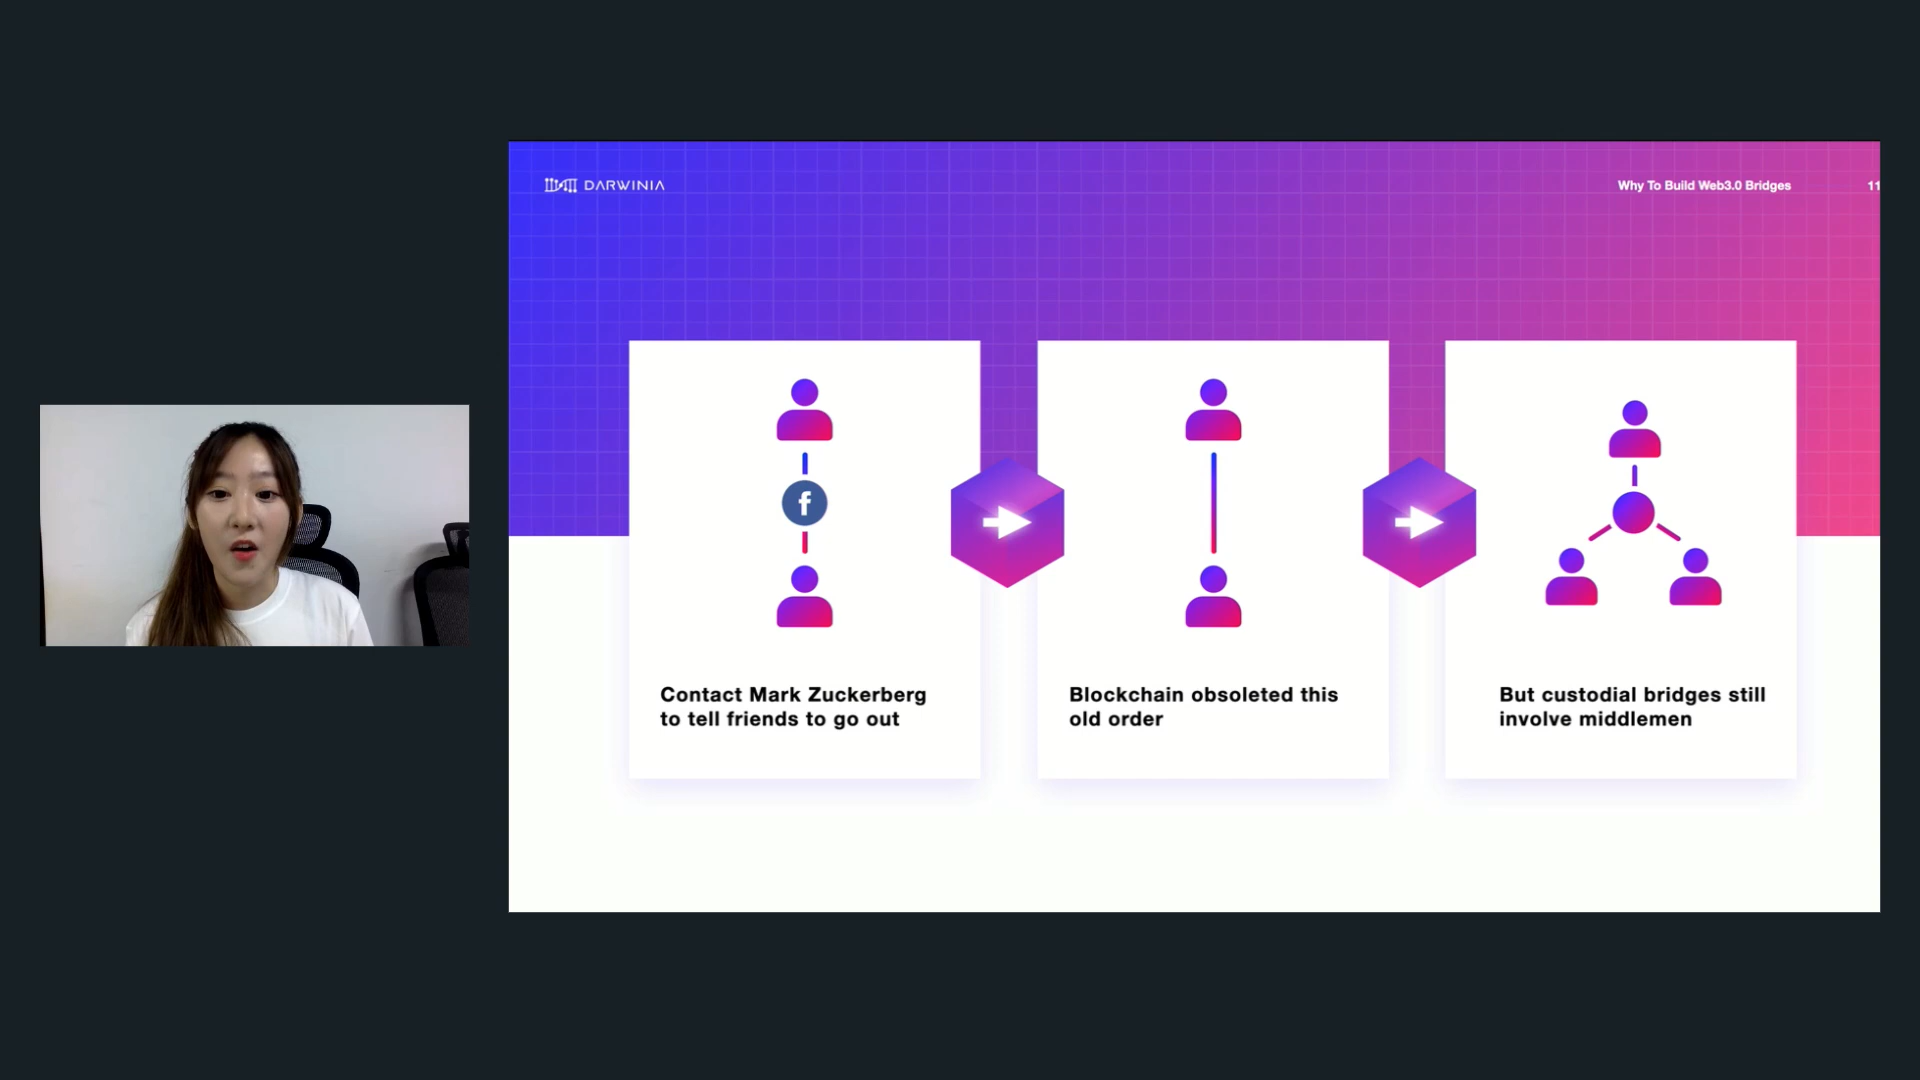 DARWINIA
Why To Build Web3.0 Bridges
11
f
Contact Mark Zuckerberg
to tell friends to go out
Blockchain obsoleted this
old order
But custodial bridges still
involve middlemen